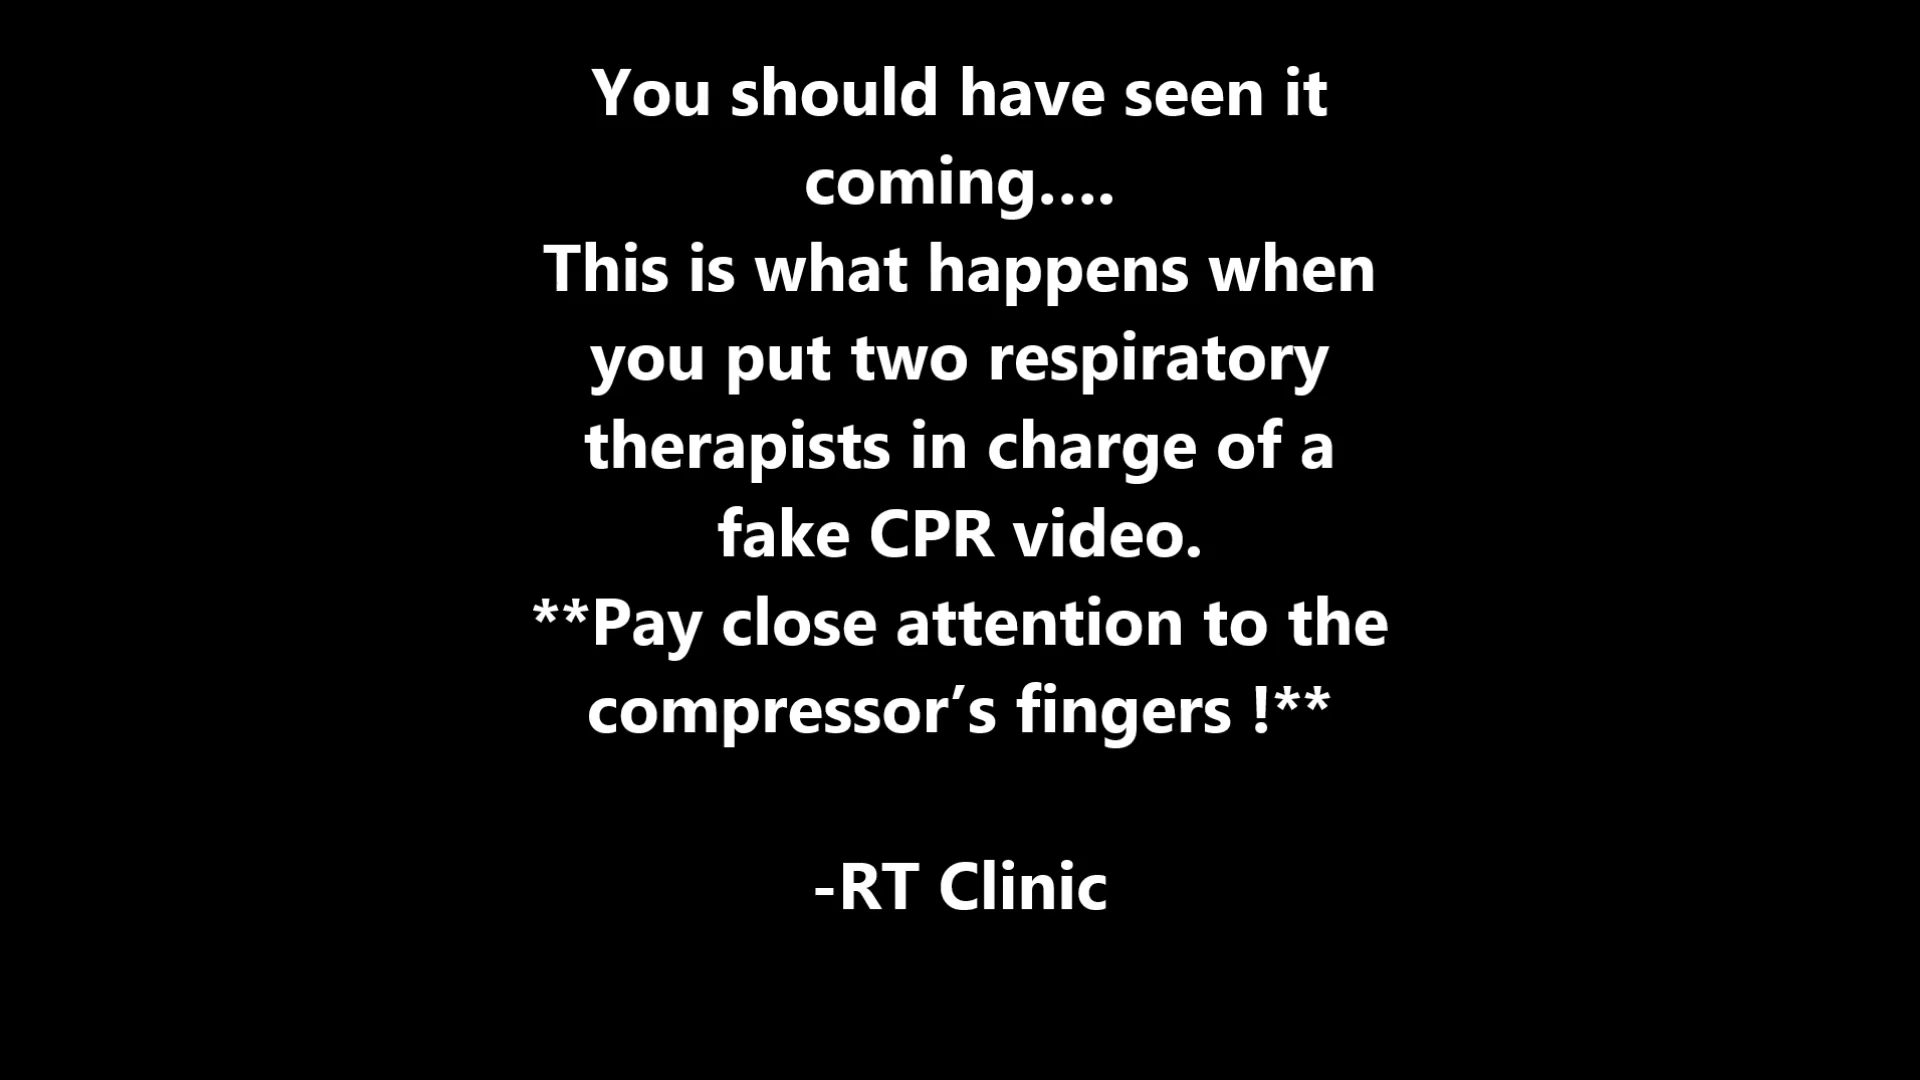 You should have seen it
coming....
This is what happens when
you put two respiratory
therapists in charge of a
fake CPR video.
**Pay close attention to the
compressor’s fingers !**
-RT Clinic